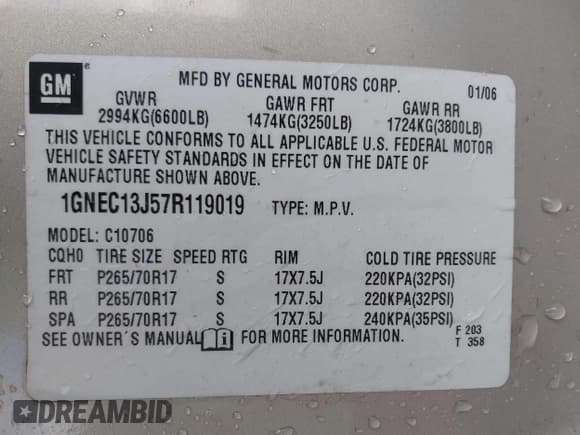 GM ® MFD BY GENERAL MOTORS CORP. 01/06
GVWR GAWR FRT GAWR RR
2994KG(6600LB) 1474KG(3250LB) 1724KG(3800LB)
THIS VEHICLE CONFORMS TO ALL APPLICABLE U.S. FEDERAL MOTOR
VEHICLE SAFETY STANDARDS IN EFFECT ON THE DATE OF
MANUFACTURE SHOWN ABOVE.
1GNEC13J57R119019 TYPE: M.P.V.
MODEL: C10706
CQH0 TIRE SIZE SPEED RTG RIM COLD TIRE PRESSURE
FRT P265/70R17 S 17X7.5J 220KPA(32PSI)
RR P265/70R17 S 17X7.5J 220KPA(32PSI)
SPA P265/70R17 S 17X7.5J 240KPA(35PSI)
SEE OWNER´S MANUAL i FOR MORE INFORMATION. F 203
T 358
DREAMBID